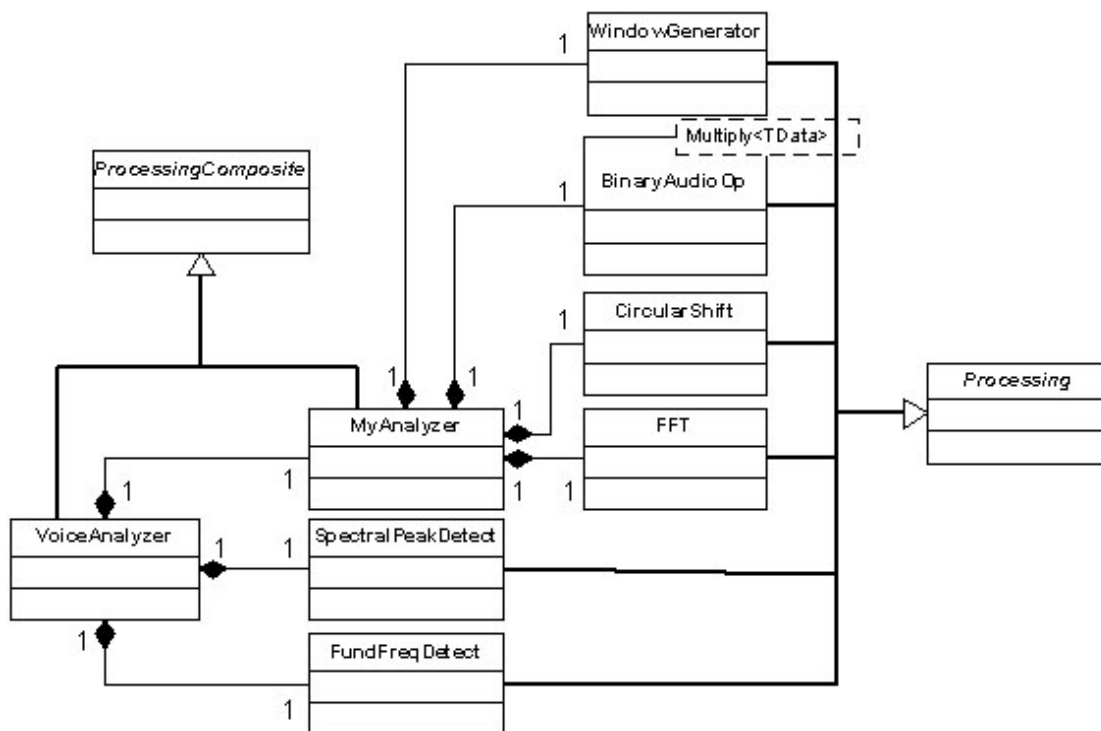 WindowGenerator
1
Multiply<TData>
ProcessingComposite
BinaryAudioOp
1
CircularShift
1
Processing
1
1
MyAnalyzer
1
FFT
1
1
1
1
VoiceAnalyzer
SpectralPeakDetect
1
1
1
FundFreqDetect
1